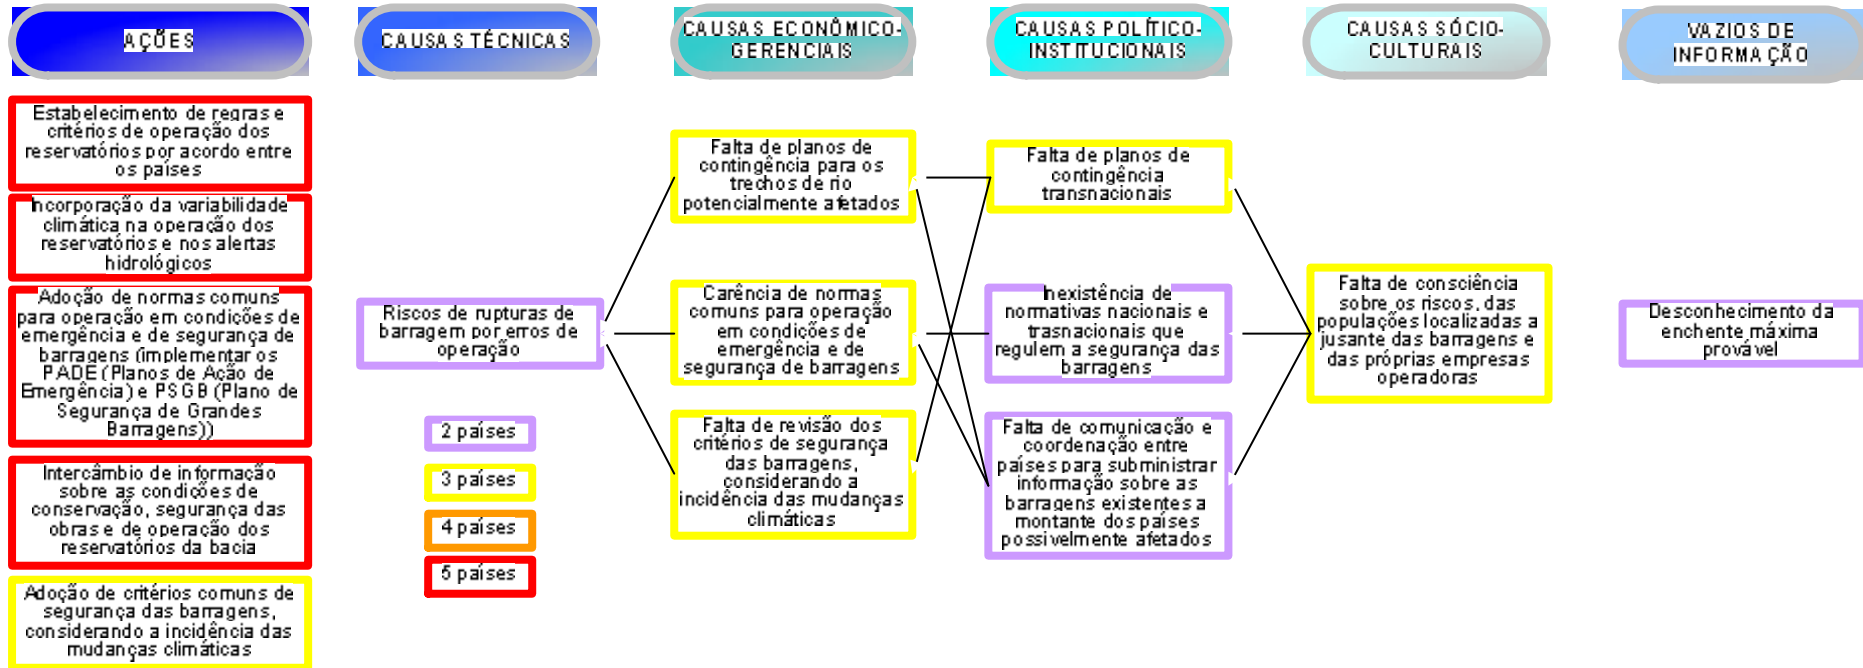 AÇÕES
CAUSAS TÉCNICAS
CAUSAS ECONÔMICO-
GERENCIAIS
CAUSAS POLÍTICO-
INSTITUCIONAIS
CAUSAS SÓCIO-
CULTURAIS
VAZIOS DE
INFORMAÇÃO
Estabelecimento de regras e
critérios de operação dos
reservatórios por acordo entre
os países
Incorporação da variabilidade
climática na operação dos
reservatórios e nos alertas
hidrológicos
Adoção de normas comuns
para operação em condições de
emergência e de segurança de
barragens (implementar os
PADE (Planos de Ação de
Emergência) e PSGB (Plano de
Segurança de Grandes
Barragens))
Intercâmbio de informação
sobre as condições de
conservação, segurança das
obras e de operação dos
reservatórios da bacia
Adoção de critérios comuns de
segurança das barragens,
considerando a incidência das
mudanças climáticas
Riscos de rupturas de
barragem por erros de
operação
2 países
3 países
4 países
5 países
Falta de planos de
contingência para os
trechos de rio
potencialmente afetados
Carência de normas
comuns para operação
em condições de
emergência e de
segurança de barragens
Falta de revisão dos
critérios de segurança
das barragens,
considerando a
incidência das mudanças
climáticas
Falta de planos de
contingência
transnacionais
Inexistência de
normativas nacionais e
trasnacionais que
regulem a segurança das
barragens
Falta de comunicação e
coordenação entre
países para subministrar
informação sobre as
barragens existentes a
montante dos países
possivelmente afetados
Falta de consciência
sobre os riscos, das
populações localizadas a
jusante das barragens e
das próprias empresas
operadoras
Desconhecimento da
enchente máxima
provável